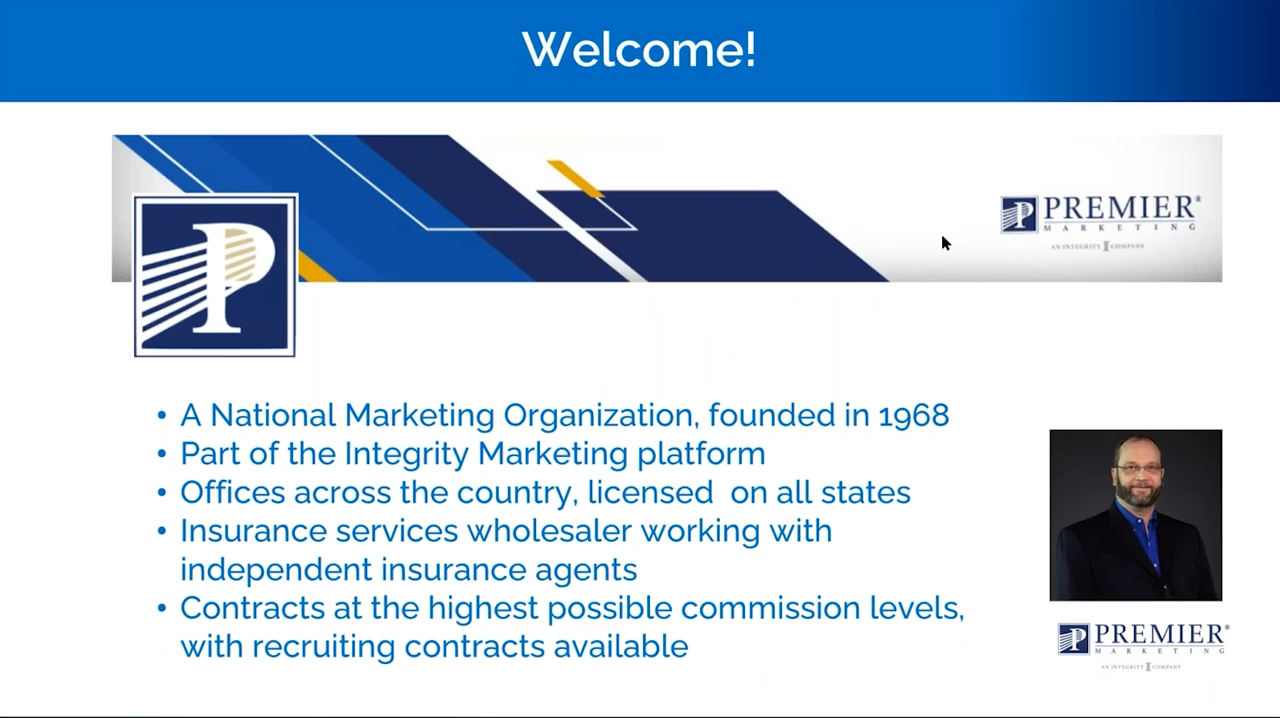 Welcome!
P
PREMIER®
MARKETING
AN INTEGRITY COMPANY
P
• A National Marketing Organization, founded in 1968
• Part of the Integrity Marketing platform
• Offices across the country, licensed  on all states
• Insurance services wholesaler working with
independent insurance agents
• Contracts at the highest possible commission levels,
with recruiting contracts available
P
PREMIER®
MARKETING
AN INTEGRITY COMPANY